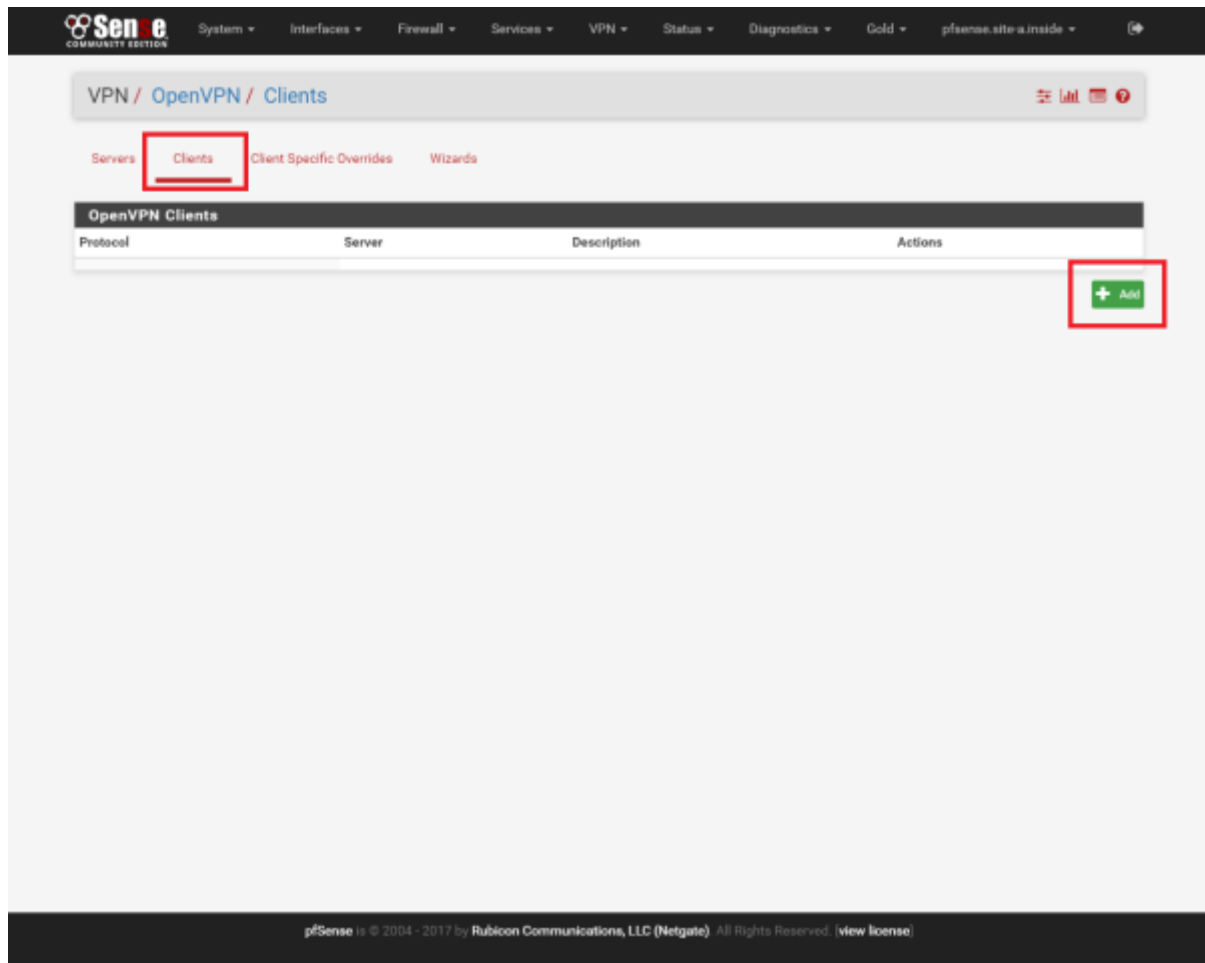 Sense
COMMUNITY EDITION
System Interfaces Firewall Services VPN Status Diagnostics Gold pfsense.site-a.inside
VPN / OpenVPN / Clients
Servers Clients Client Specific Overrides Wizards
OpenVPN Clients
Protocol Server Description Actions
Add
pfSense is © 2004 - 2017 by Rubicon Communications, LLC (Netgate). All Rights Reserved. [view license]